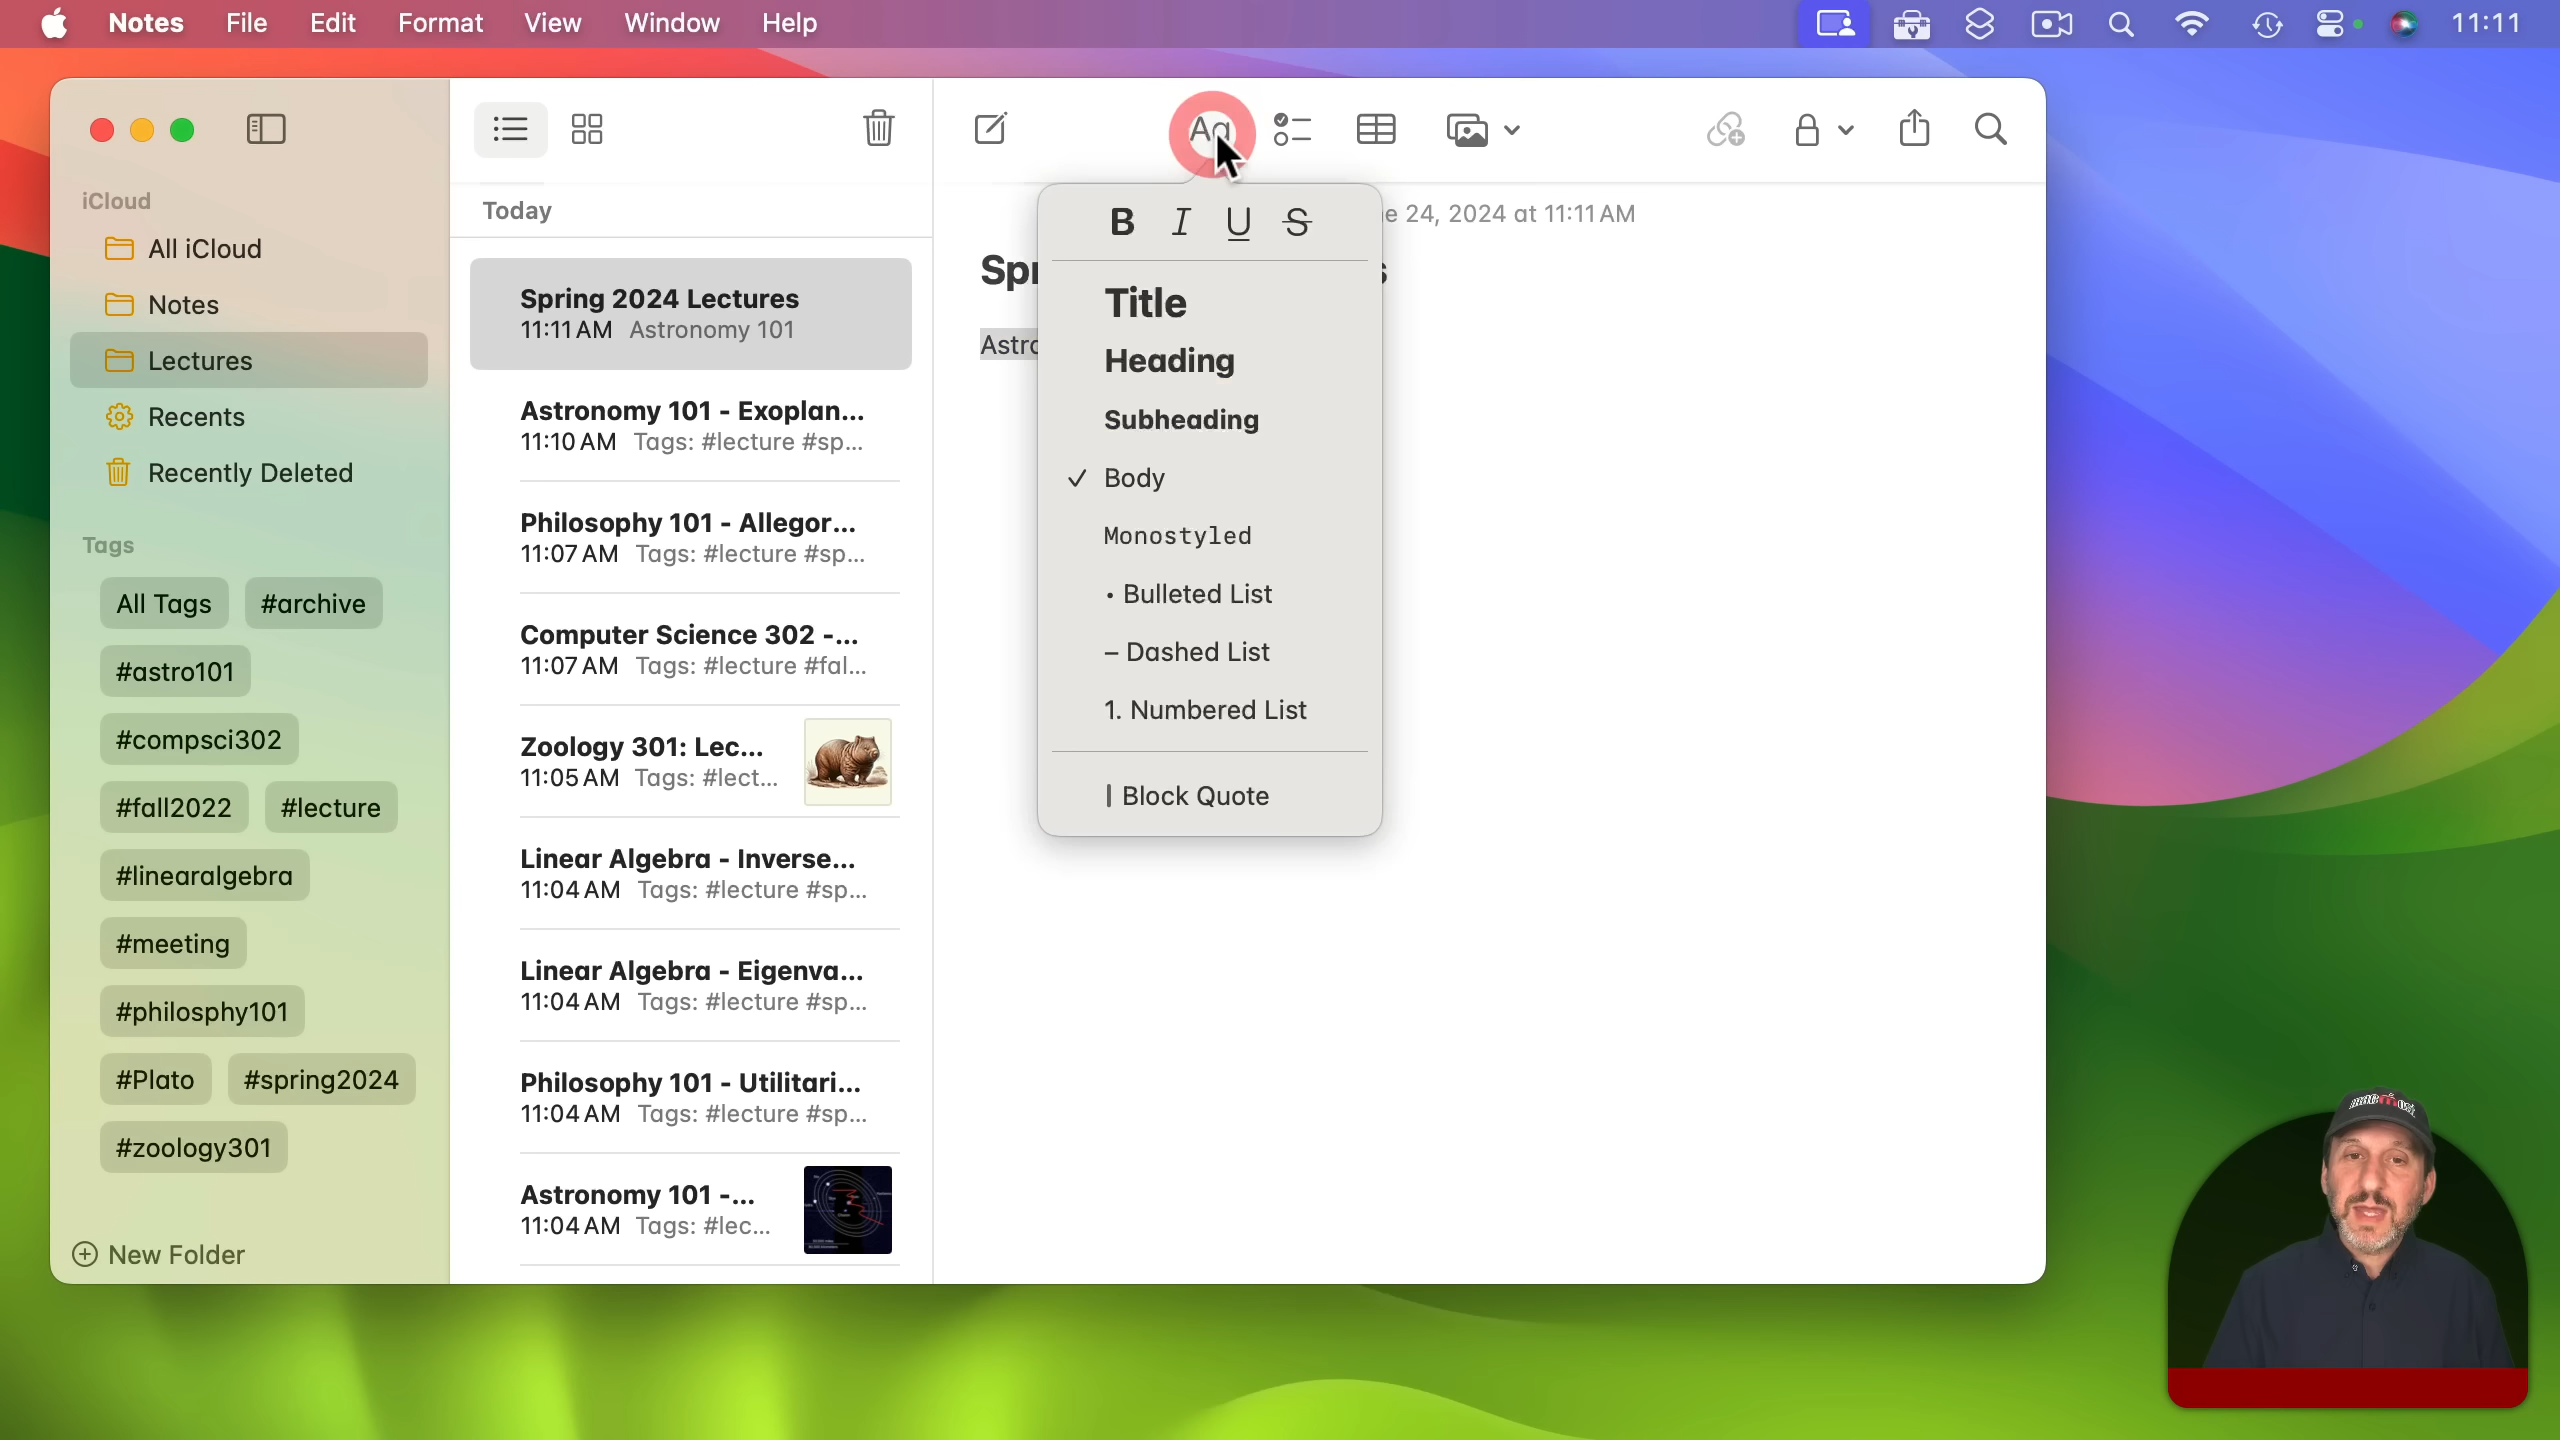 Notes File Edit Format View Window Help 11:11
iCloud
All iCloud
Notes
Lectures
Recents
Recently Deleted
Tags
All Tags #archive
#astro101
#compsci302
#fall2022 #lecture
#linearalgebra
#meeting
#philosphy101
#Plato #spring2024
#zoology301
New Folder
Today
Spring 2024 Lectures
11:11 AM Astronomy 101
Astronomy 101 - Exoplan...
11:10 AM Tags: #lecture #sp...
Philosophy 101 - Allegor...
11:07 AM Tags: #lecture #sp...
Computer Science 302 -...
11:07 AM Tags: #lecture #fal...
Zoology 301: Lec...
11:05 AM Tags: #lect...
Linear Algebra - Inverse...
11:04 AM Tags: #lecture #sp...
Linear Algebra - Eigenva...
11:04 AM Tags: #lecture #sp...
Philosophy 101 - Utilitari...
11:04 AM Tags: #lecture #sp...
Astronomy 101 -...
11:04 AM Tags: #lec...
Aa
e 24, 2024 at 11:11 AM
Spr s
Astro
B I U S
Title
Heading
Subheading
✓ Body
Monostyled
• Bulleted List
– Dashed List
1. Numbered List
| Block Quote